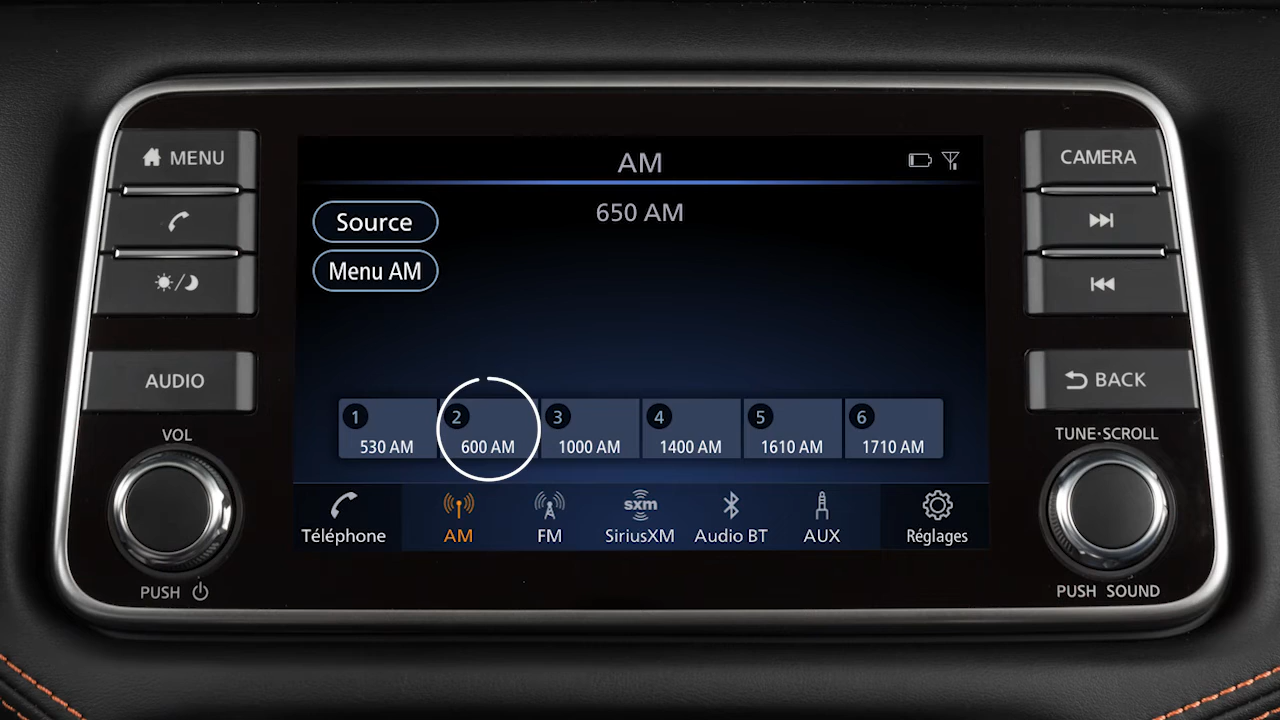 MENU
AUDIO
VOL
PUSH
AM
650 AM
Source
Menu AM
1 530 AM
2 600 AM
3 1000 AM
4 1400 AM
5 1610 AM
6 1710 AM
Téléphone
AM
FM
sxm
SiriusXM
Audio BT
AUX
Réglages
CAMERA
BACK
TUNE·SCROLL
PUSH SOUND